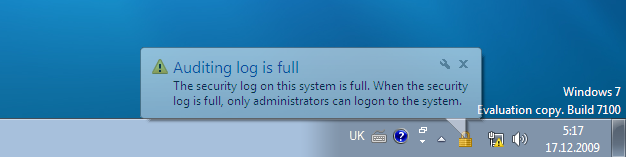 Auditing log is full
The security log on this system is full. When the security
log is full, only administrators can logon to the system.
Windows 7
Evaluation copy. Build 7100
UK
5:17
17.12.2009